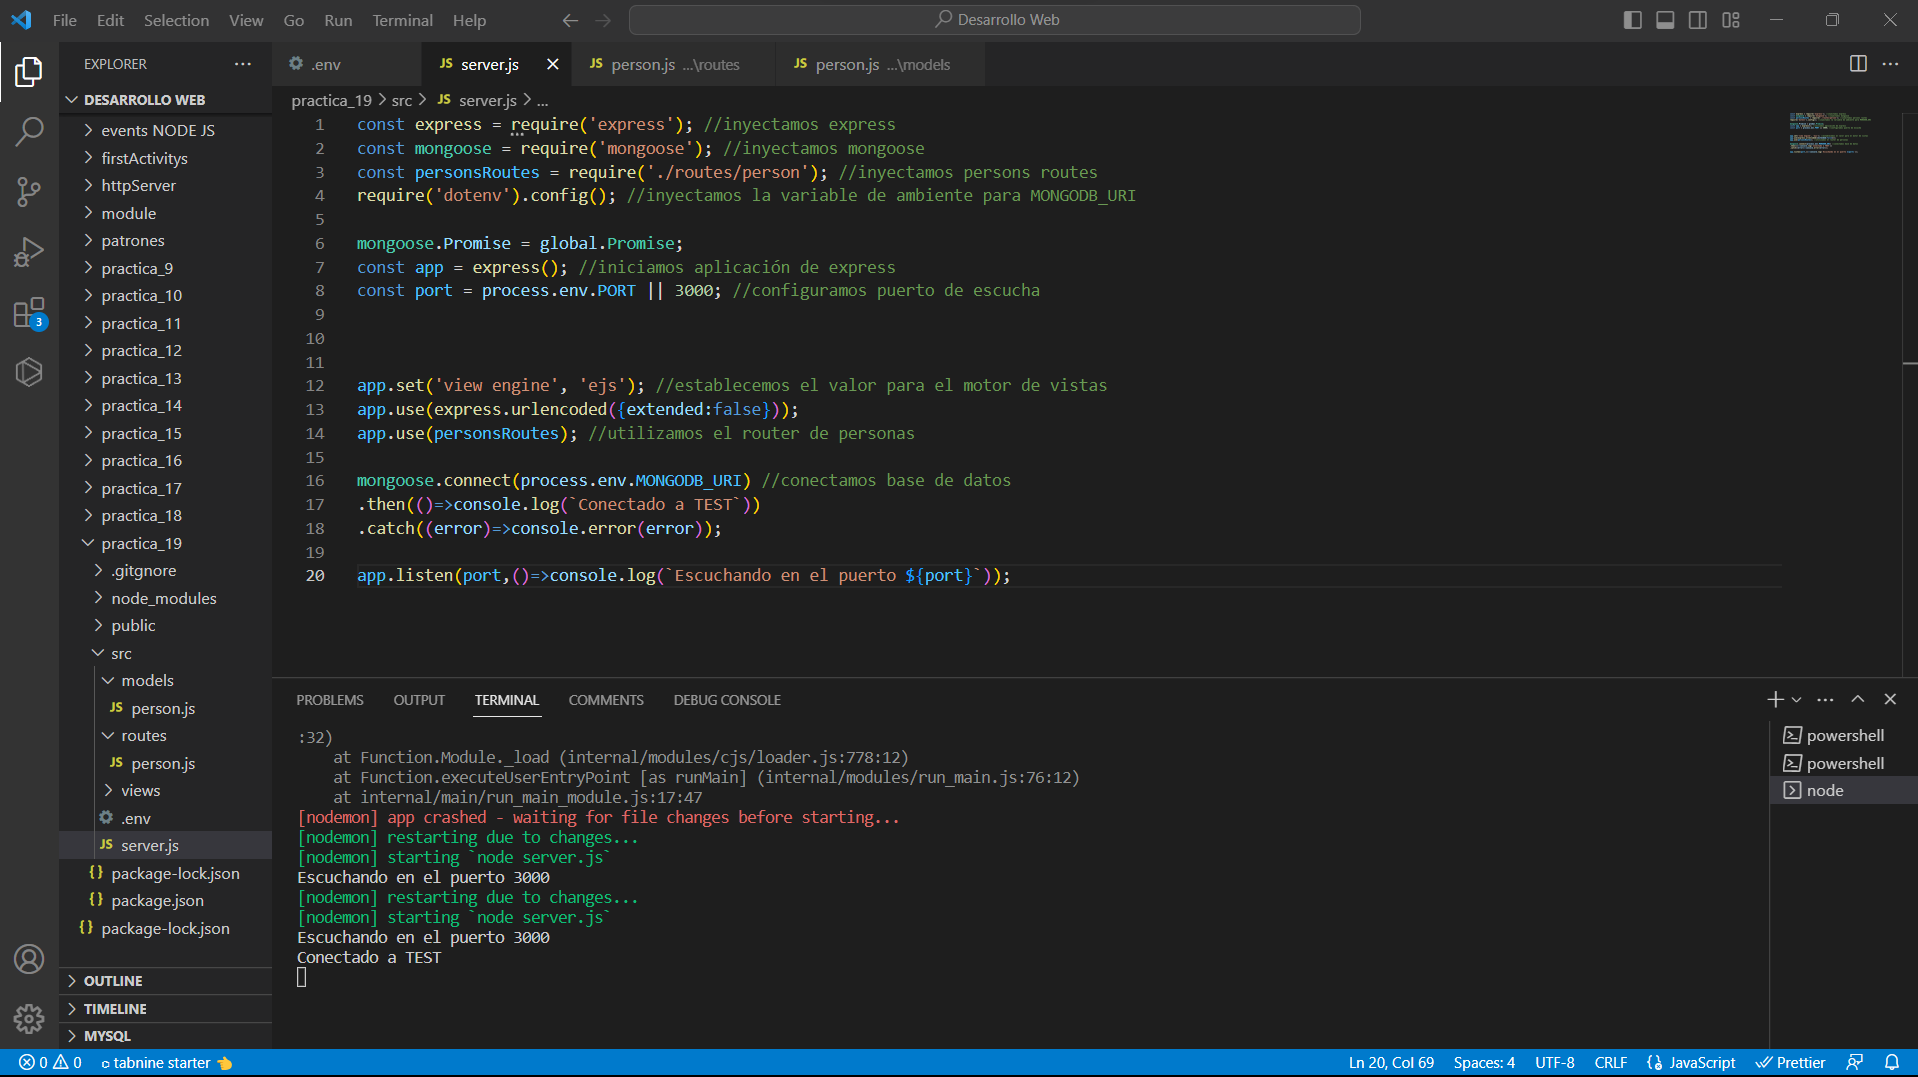 File Edit Selection View Go Run Terminal Help
Desarrollo Web
EXPLORER
DESARROLLO WEB
events NODE JS
firstActivitys
httpServer
module
patrones
practica_9
practica_10
practica_11
practica_12
practica_13
practica_14
practica_15
practica_16
practica_17
practica_18
practica_19
.gitgnore
node_modules
public
src
models
JS person.js
routes
JS person.js
views
.env
JS server.js
{} package-lock.json
{} package.json
{} package-lock.json
OUTLINE
TIMELINE
MYSQL
3
.env
JS server.js
JS person.js ...\routes
JS person.js ...\models
practica_19 > src > JS server.js > ...
1 const express = require('express'); //inyectamos express
2 const mongoose = require('mongoose'); //inyectamos mongoose
3 const personsRoutes = require('./routes/person'); //inyectamos persons routes
4 require('dotenv').config(); //inyectamos la variable de ambiente para MONGODB_URI
5
6 mongoose.Promise = global.Promise;
7 const app = express(); //iniciamos aplicación de express
8 const port = process.env.PORT || 3000; //configuramos puerto de escucha
9
10
11
12 app.set('view engine', 'ejs'); //establecemos el valor para el motor de vistas
13 app.use(express.urlencoded({extended:false}));
14 app.use(personsRoutes); //utilizamos el router de personas
15
16 mongoose.connect(process.env.MONGODB_URI) //conectamos base de datos
17 .then(()=>console.log(`Conectado a TEST`))
18 .catch((error)=>console.error(error));
19
20 app.listen(port,()=>console.log(`Escuchando en el puerto ${port}`));
PROBLEMS OUTPUT TERMINAL COMMENTS DEBUG CONSOLE
:32)
at Function.Module._load (internal/modules/cjs/loader.js:778:12)
at Function.executeUserEntryPoint [as runMain] (internal/modules/run_main.js:76:12)
at internal/main/run_main_module.js:17:47
[nodemon] app crashed - waiting for file changes before starting...
[nodemon] restarting due to changes...
[nodemon] starting `node server.js`
Escuchando en el puerto 3000
[nodemon] restarting due to changes...
[nodemon] starting `node server.js`
Escuchando en el puerto 3000
Conectado a TEST
powershell
powershell
node
0 0 tabnine starter
Ln 20, Col 69 Spaces: 4 UTF-8 CRLF {} JavaScript Prettier